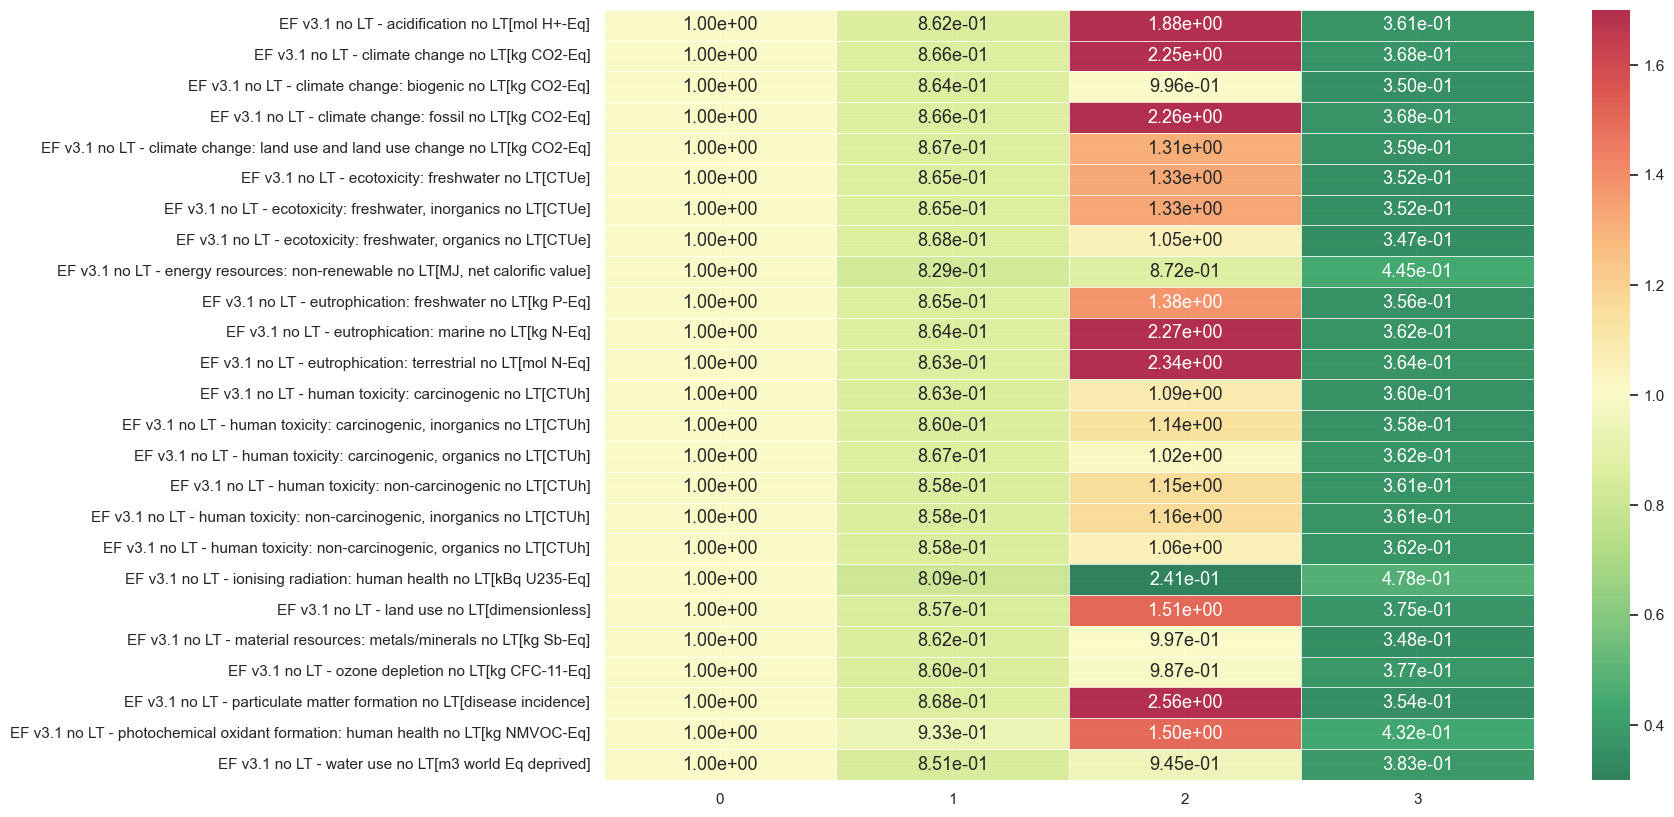 EF v3.1 no LT - acidification no LT[mol H+-Eq] 1.00e+00 8.62e-01 1.88e+00 3.61e-01
EF v3.1 no LT - climate change no LT[kg CO2-Eq] 1.00e+00 8.66e-01 2.25e+00 3.68e-01
EF v3.1 no LT - climate change: biogenic no LT[kg CO2-Eq] 1.00e+00 8.64e-01 9.96e-01 3.50e-01
EF v3.1 no LT - climate change: fossil no LT[kg CO2-Eq] 1.00e+00 8.66e-01 2.26e+00 3.68e-01
EF v3.1 no LT - climate change: land use and land use change no LT[kg CO2-Eq] 1.00e+00 8.67e-01 1.31e+00 3.59e-01
EF v3.1 no LT - ecotoxicity: freshwater no LT[CTUe] 1.00e+00 8.65e-01 1.33e+00 3.52e-01
EF v3.1 no LT - ecotoxicity: freshwater, inorganics no LT[CTUe] 1.00e+00 8.65e-01 1.33e+00 3.52e-01
EF v3.1 no LT - ecotoxicity: freshwater, organics no LT[CTUe] 1.00e+00 8.68e-01 1.05e+00 3.47e-01
EF v3.1 no LT - energy resources: non-renewable no LT[MJ, net calorific value] 1.00e+00 8.29e-01 8.72e-01 4.45e-01
EF v3.1 no LT - eutrophication: freshwater no LT[kg P-Eq] 1.00e+00 8.65e-01 1.38e+00 3.56e-01
EF v3.1 no LT - eutrophication: marine no LT[kg N-Eq] 1.00e+00 8.64e-01 2.27e+00 3.62e-01
EF v3.1 no LT - eutrophication: terrestrial no LT[mol N-Eq] 1.00e+00 8.63e-01 2.34e+00 3.64e-01
EF v3.1 no LT - human toxicity: carcinogenic no LT[CTUh] 1.00e+00 8.63e-01 1.09e+00 3.60e-01
EF v3.1 no LT - human toxicity: carcinogenic, inorganics no LT[CTUh] 1.00e+00 8.60e-01 1.14e+00 3.58e-01
EF v3.1 no LT - human toxicity: carcinogenic, organics no LT[CTUh] 1.00e+00 8.67e-01 1.02e+00 3.62e-01
EF v3.1 no LT - human toxicity: non-carcinogenic no LT[CTUh] 1.00e+00 8.58e-01 1.15e+00 3.61e-01
EF v3.1 no LT - human toxicity: non-carcinogenic, inorganics no LT[CTUh] 1.00e+00 8.58e-01 1.16e+00 3.61e-01
EF v3.1 no LT - human toxicity: non-carcinogenic, organics no LT[CTUh] 1.00e+00 8.58e-01 1.06e+00 3.62e-01
EF v3.1 no LT - ionising radiation: human health no LT[kBq U235-Eq] 1.00e+00 8.09e-01 2.41e-01 4.78e-01
EF v3.1 no LT - land use no LT[dimensionless] 1.00e+00 8.57e-01 1.51e+00 3.75e-01
EF v3.1 no LT - material resources: metals/minerals no LT[kg Sb-Eq] 1.00e+00 8.62e-01 9.97e-01 3.48e-01
EF v3.1 no LT - ozone depletion no LT[kg CFC-11-Eq] 1.00e+00 8.60e-01 9.87e-01 3.77e-01
EF v3.1 no LT - particulate matter formation no LT[disease incidence] 1.00e+00 8.68e-01 2.56e+00 3.54e-01
EF v3.1 no LT - photochemical oxidant formation: human health no LT[kg NMVOC-Eq] 1.00e+00 9.33e-01 1.50e+00 4.32e-01
EF v3.1 no LT - water use no LT[m3 world Eq deprived] 1.00e+00 8.51e-01 9.45e-01 3.83e-01
0 1 2 3
1.6
1.4
1.2
1.0
0.8
0.6
0.4